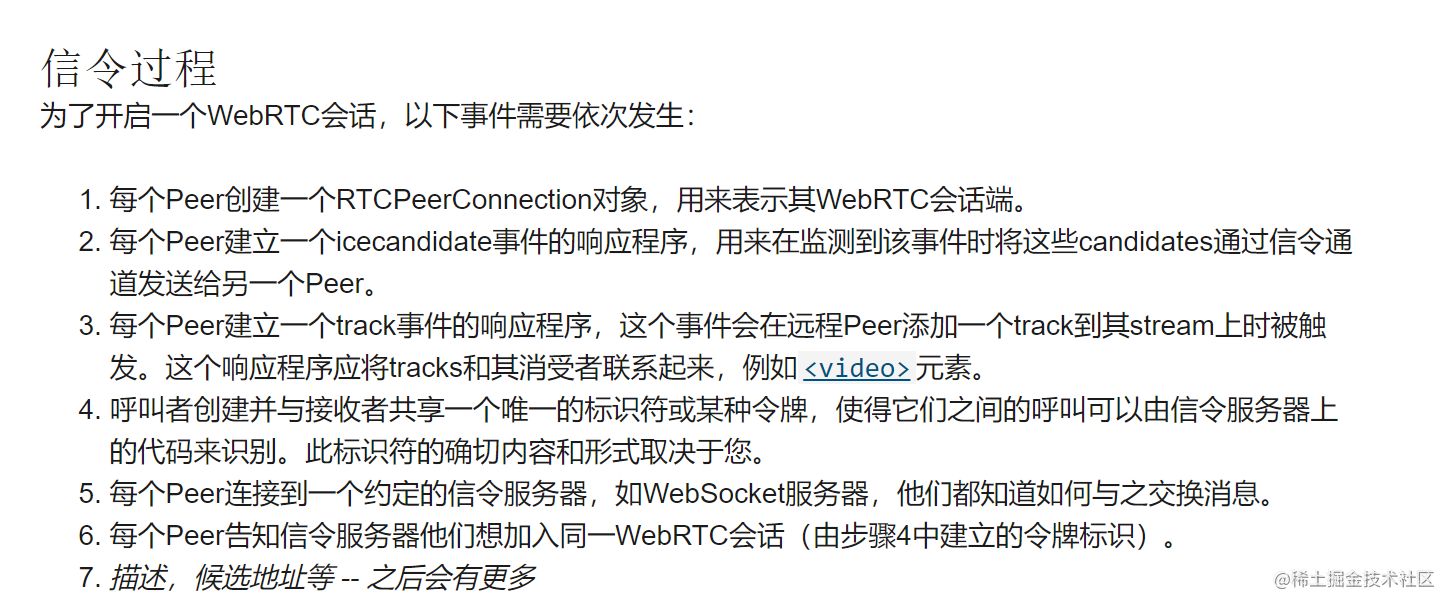 信令过程
为了开启一个WebRTC会话，以下事件需要依次发生：
1. 每个Peer创建一个RTCPeerConnection对象，用来表示其WebRTC会话端。
2. 每个Peer建立一个icecandidate事件的响应程序，用来在监测到该事件时将这些candidates通过信令通
道发送给另一个Peer。
3. 每个Peer建立一个track事件的响应程序，这个事件会在远程Peer添加一个track到其stream上时被触
发。这个响应程序应将tracks和其消受者联系起来，例如<video>元素。
4. 呼叫者创建并与接收者共享一个唯一的标识符或某种令牌，使得它们之间的呼叫可以由信令服务器上
的代码来识别。此标识符的确切内容和形式取决于您。
5. 每个Peer连接到一个约定的信令服务器，如WebSocket服务器，他们都知道如何与之交换消息。
6. 每个Peer告知信令服务器他们想加入同一WebRTC会话（由步骤4中建立的令牌标识）。
7. 描述，候选地址等 -- 之后会有更多
@稀土掘金技术社区